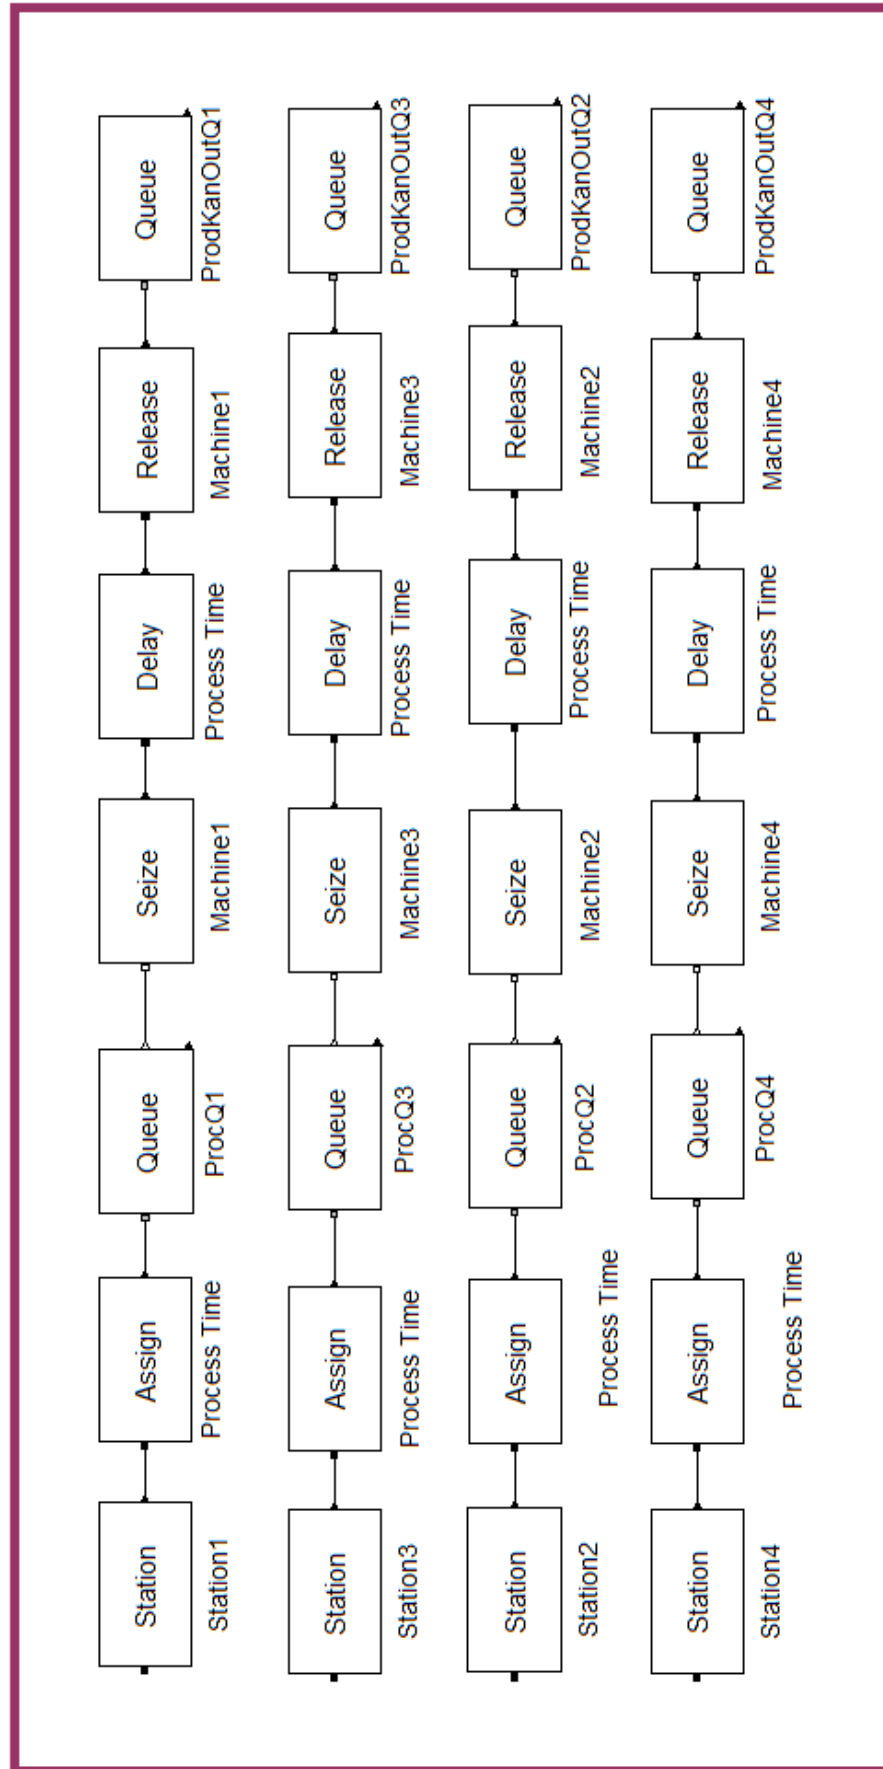 Station
Station1
Assign
Process Time
Queue
ProcQ1
Seize
Machine1
Delay
Process Time
Release
Machine1
Queue
ProdKanOutQ1
Station
Station3
Assign
Process Time
Queue
ProcQ3
Seize
Machine3
Delay
Process Time
Release
Machine3
Queue
ProdKanOutQ3
Station
Station2
Assign
Process Time
Queue
ProcQ2
Seize
Machine2
Delay
Process Time
Release
Machine2
Queue
ProdKanOutQ2
Station
Station4
Assign
Process Time
Queue
ProcQ4
Seize
Machine4
Delay
Process Time
Release
Machine4
Queue
ProdKanOutQ4